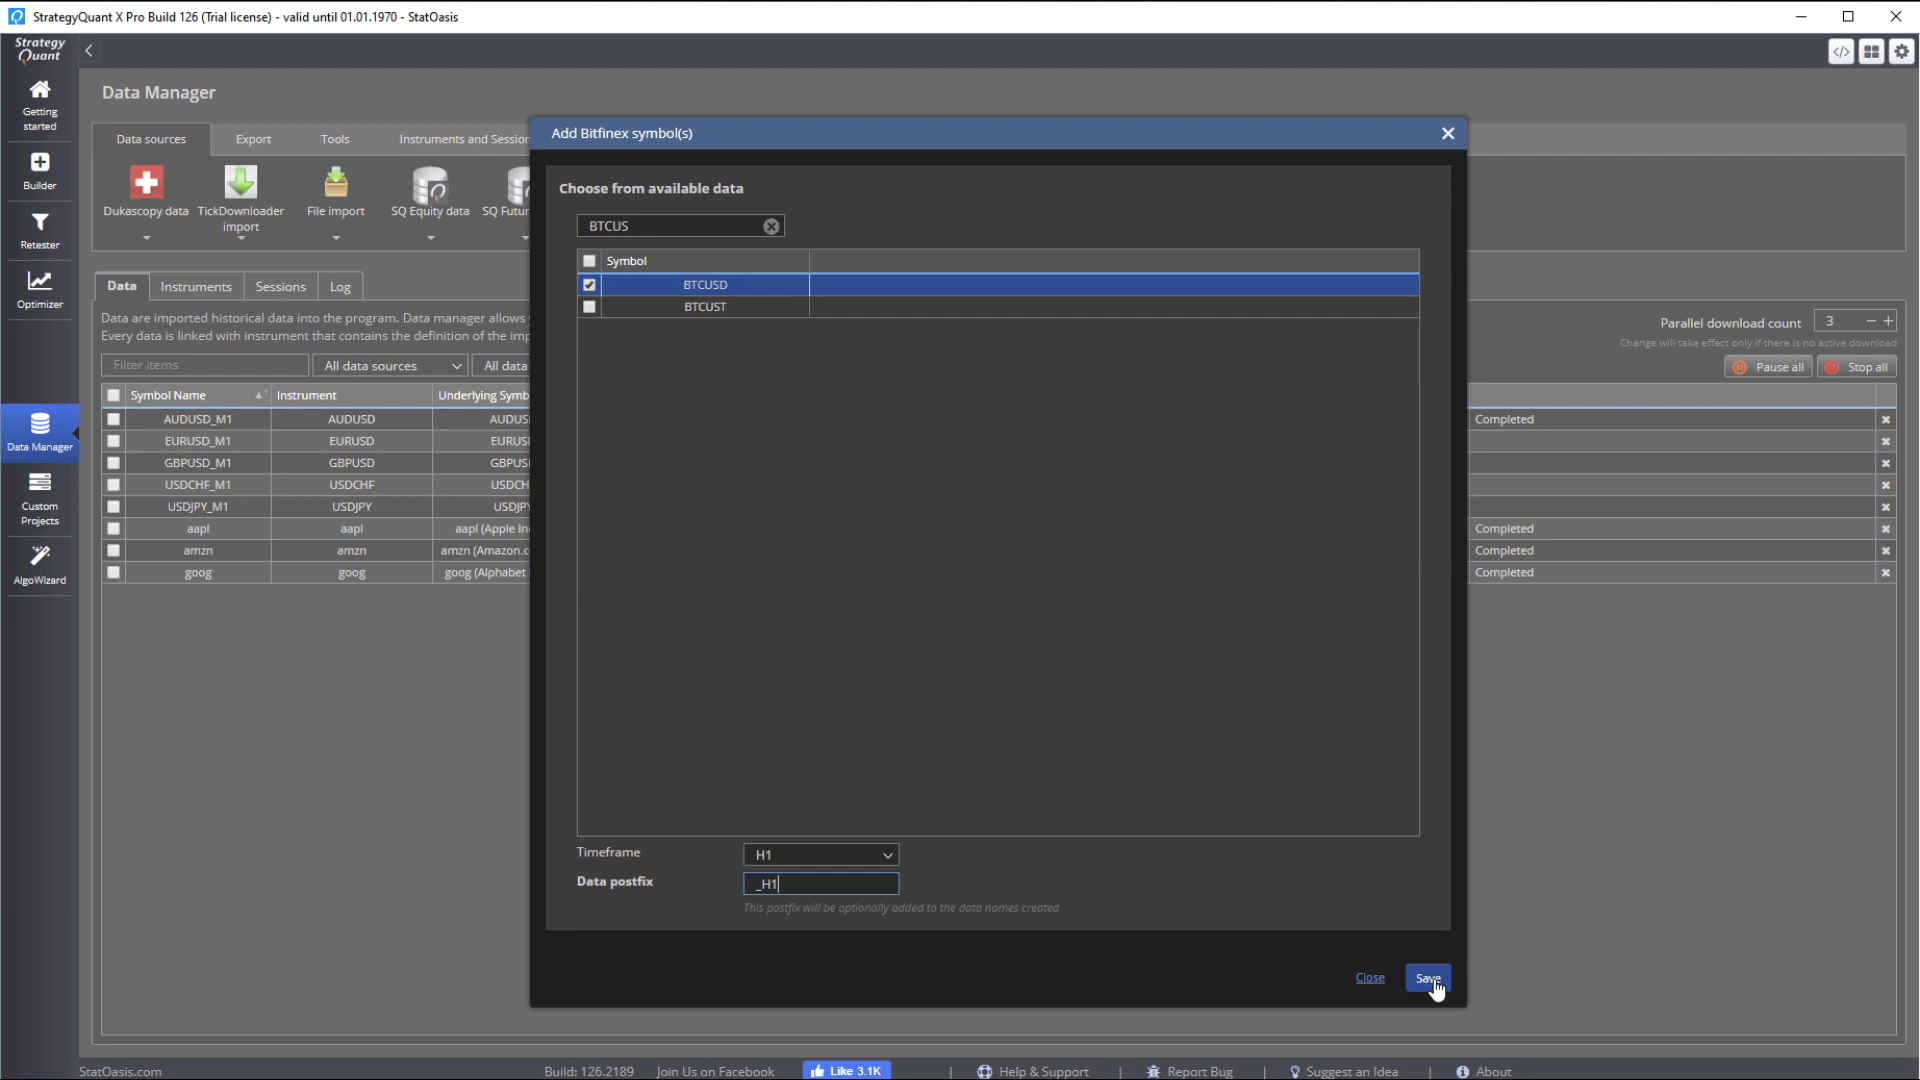 StrategyQuant X Pro Build 126 (Trial license) - valid until 01.01.1970 - StatOasis
Strategy
Quant
Getting
started
Builder
Retester
Optimizer
Data Manager
Custom
Projects
AlgoWizard
Data Manager
Data sources
Export
Tools
Instruments and Session
Dukascopy data
TickDownloader
import
File import
SQ Equity data
SQ Futur
Data
Instruments
Sessions
Log
Data are imported historical data into the program. Data manager allows
Every data is linked with instrument that contains the definition of the imp
Filter items
All data sources
All data
Parallel download count
3
Change will take effect only if there is no active download
Pause all
Stop all
Symbol Name
Instrument
Underlying Symb
AUDUSD_M1 AUDUSD AUDUS Completed
EURUSD_M1 EURUSD EURUS
GBPUSD_M1 GBPUSD GBPUS
USDCHF_M1 USDCHF USDCH
USDJPY_M1 USDJPY USDJPY
aapl aapl aapl (Apple In Completed
amzn amzn amzn (Amazon.c Completed
goog goog goog (Alphabet Completed
Add Bitfinex symbol(s)
Choose from available data
BTCUS
Symbol
BTCUSD
BTCUST
Timeframe
H1
Data postfix
_H1
This postfix will be optionally added to the data names created
Close
Save
StatOasis.com
Build: 126.2189
Join Us on Facebook
Like 3.1K
|
Help & Support
|
Report Bug
|
Suggest an Idea
|
About